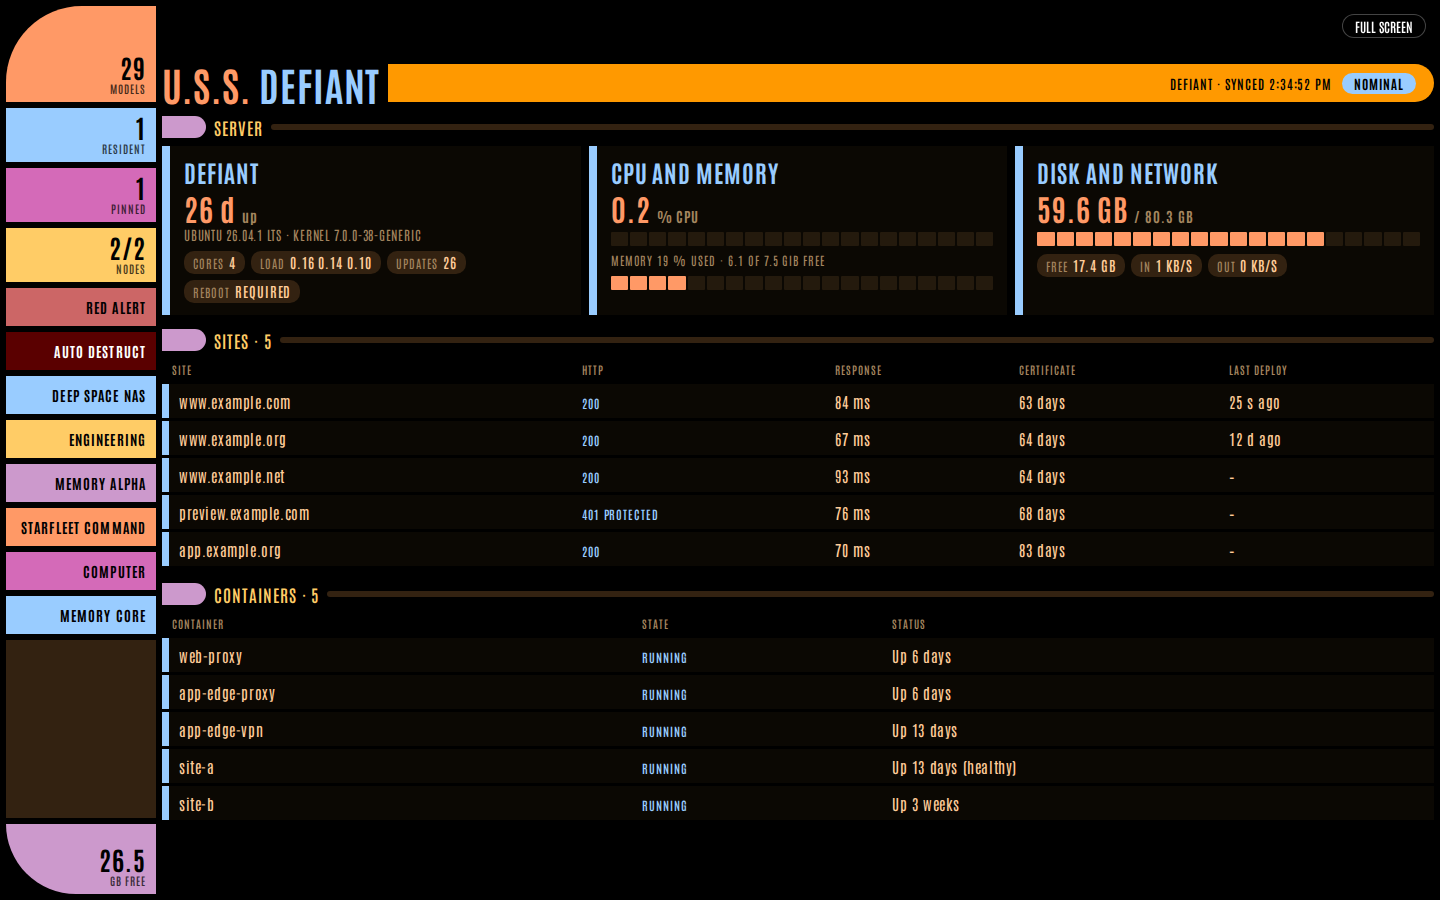 FULL SCREEN
29
MODELS
1
RESIDENT
1
PINNED
2/2
NODES
RED ALERT
AUTO DESTRUCT
DEEP SPACE NAS
ENGINEERING
MEMORY ALPHA
STARFLEET COMMAND
COMPUTER
MEMORY CORE
26.5
GB FREE
U.S.S. DEFIANT
DEFIANT · SYNCED 2:34:52 PM NOMINAL
SERVER
DEFIANT
26 d up
UBUNTU 26.04.1 LTS · KERNEL 7.0.0-38-GENERIC
CORES 4 LOAD 0.16 0.14 0.10 UPDATES 26
REBOOT REQUIRED
CPU AND MEMORY
0.2 % CPU
MEMORY 19 % USED · 6.1 OF 7.5 GIB FREE
DISK AND NETWORK
59.6 GB / 80.3 GB
FREE 17.4 GB IN 1 KB/S OUT 0 KB/S
SITES · 5
SITE HTTP RESPONSE CERTIFICATE LAST DEPLOY
www.example.com 200 84 ms 63 days 25 s ago
www.example.org 200 67 ms 64 days 12 d ago
www.example.net 200 93 ms 64 days -
preview.example.com 401 PROTECTED 76 ms 68 days -
app.example.org 200 70 ms 83 days -
CONTAINERS · 5
CONTAINER STATE STATUS
web-proxy RUNNING Up 6 days
app-edge-proxy RUNNING Up 6 days
app-edge-vpn RUNNING Up 13 days
site-a RUNNING Up 13 days (healthy)
site-b RUNNING Up 3 weeks